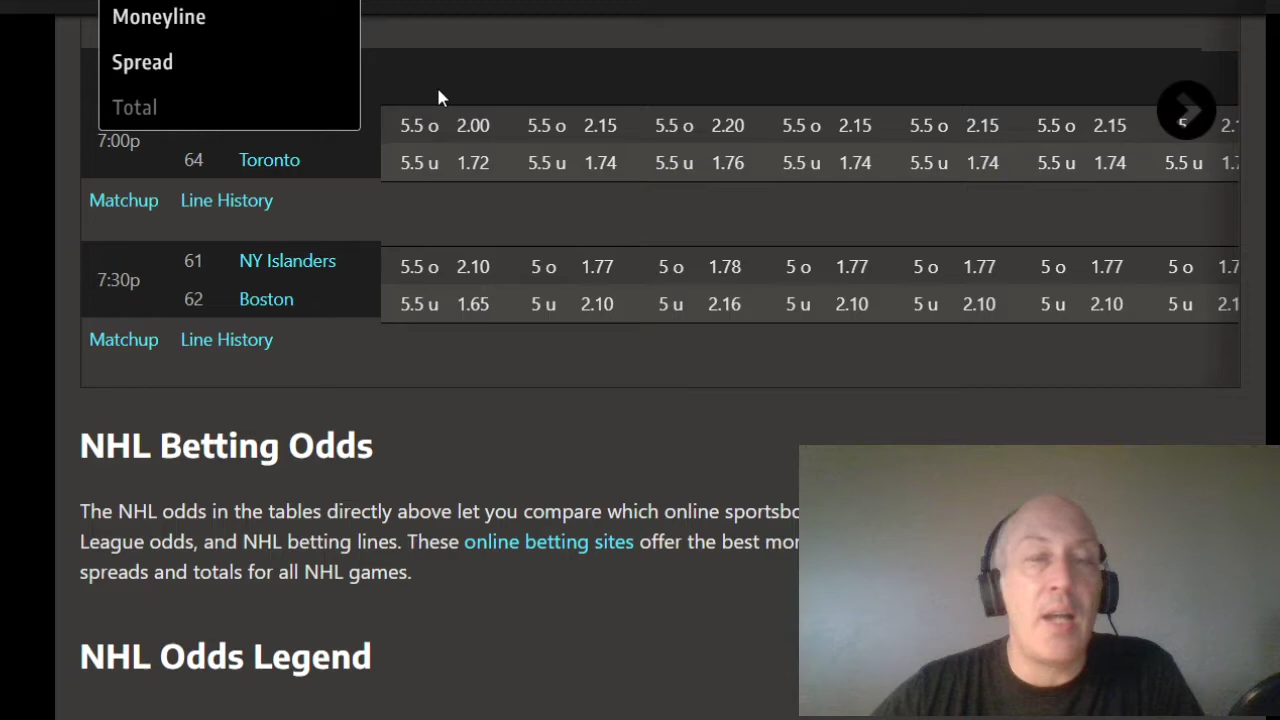 Moneyline
Spread
Total
7:00p
5.5 o 2.00 5.5 o 2.15 5.5 o 2.20 5.5 o 2.15 5.5 o 2.15 5.5 o 2.15
64 Toronto 5.5 u 1.72 5.5 u 1.74 5.5 u 1.76 5.5 u 1.74 5.5 u 1.74 5.5 u 1.74 5.5 u
Matchup Line History
7:30p
61 NY Islanders 5.5 o 2.10 5 o 1.77 5 o 1.78 5 o 1.77 5 o 1.77 5 o 1.77 5 o
62 Boston 5.5 u 1.65 5 u 2.10 5 u 2.16 5 u 2.10 5 u 2.10 5 u 2.10 5 u
Matchup Line History
NHL Betting Odds
The NHL odds in the tables directly above let you compare which online
League odds, and NHL betting lines. These online betting sites offer the best
spreads and totals for all NHL games.
NHL Odds Legend